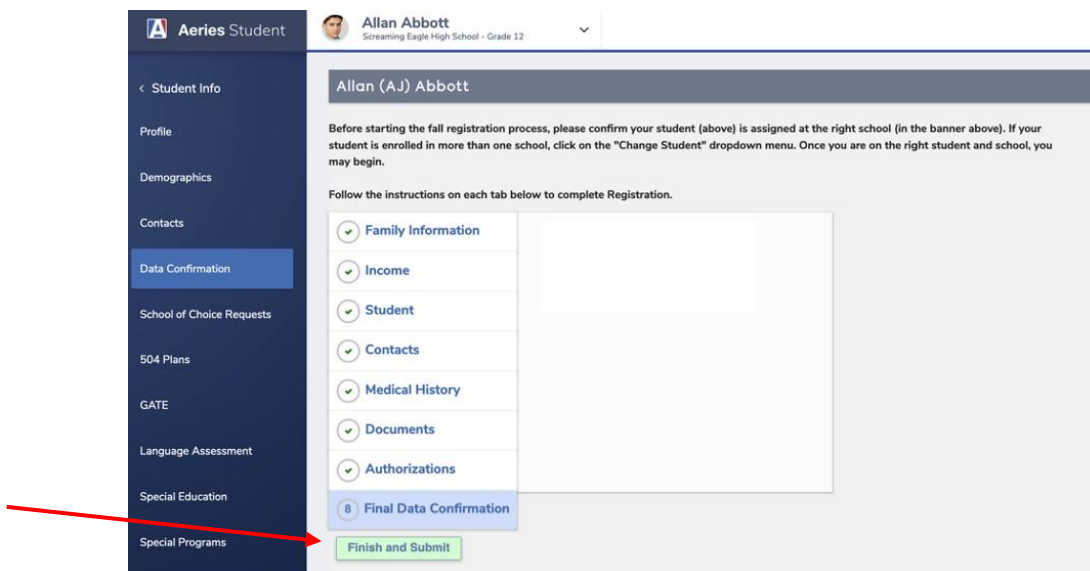 Aeries Student
Allan Abbott
Screaming Eagle High School - Grade 12
< Student Info
Profile
Demographics
Contacts
Data Confirmation
School of Choice Requests
504 Plans
GATE
Language Assessment
Special Education
Special Programs
Allan (AJ) Abbott
Before starting the fall registration process, please confirm your student (above) is assigned at the right school (in the banner above). If your
student is enrolled in more than one school, click on the "Change Student" dropdown menu. Once you are on the right student and school, you
may begin.
Follow the instructions on each tab below to complete Registration.
Family Information
Income
Student
Contacts
Medical History
Documents
Authorizations
8 Final Data Confirmation
Finish and Submit